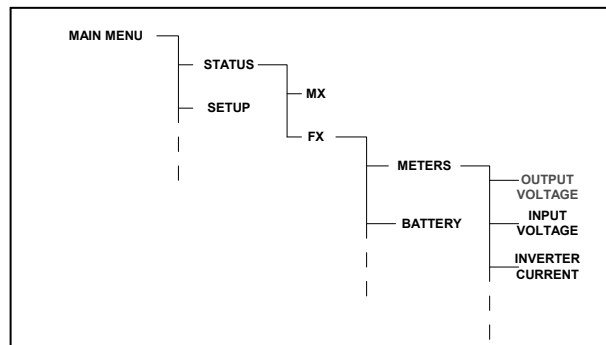 MAIN MENU
STATUS
SETUP
MX
FX
METERS
BATTERY
OUTPUT
VOLTAGE
INPUT
VOLTAGE
INVERTER
CURRENT